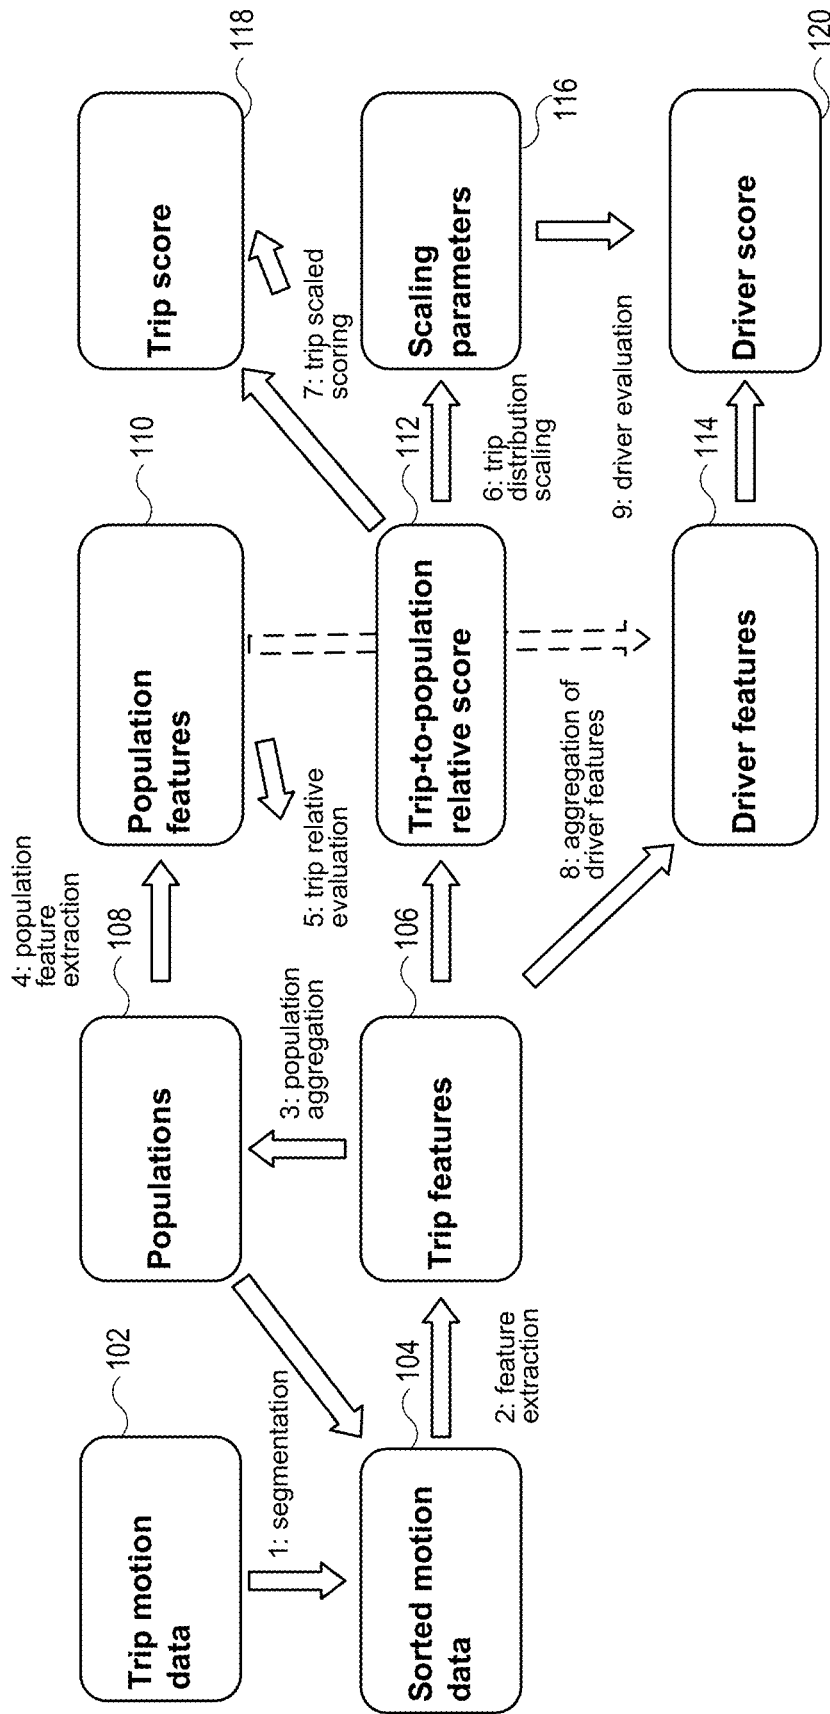 102
Trip motion
data
1: segmentation
104
Sorted motion
data
2: feature
extraction
108
Populations
3: population
aggregation
106
Trip features
4: population
feature
extraction
110
Population
features
5: trip relative
evaluation
112
Trip-to-population
relative score
8: aggregation of
driver features
114
Driver features
118
Trip score
7: trip scaled
scoring
116
Scaling
parameters
6: trip
distribution
scaling
9: driver evaluation
120
Driver score